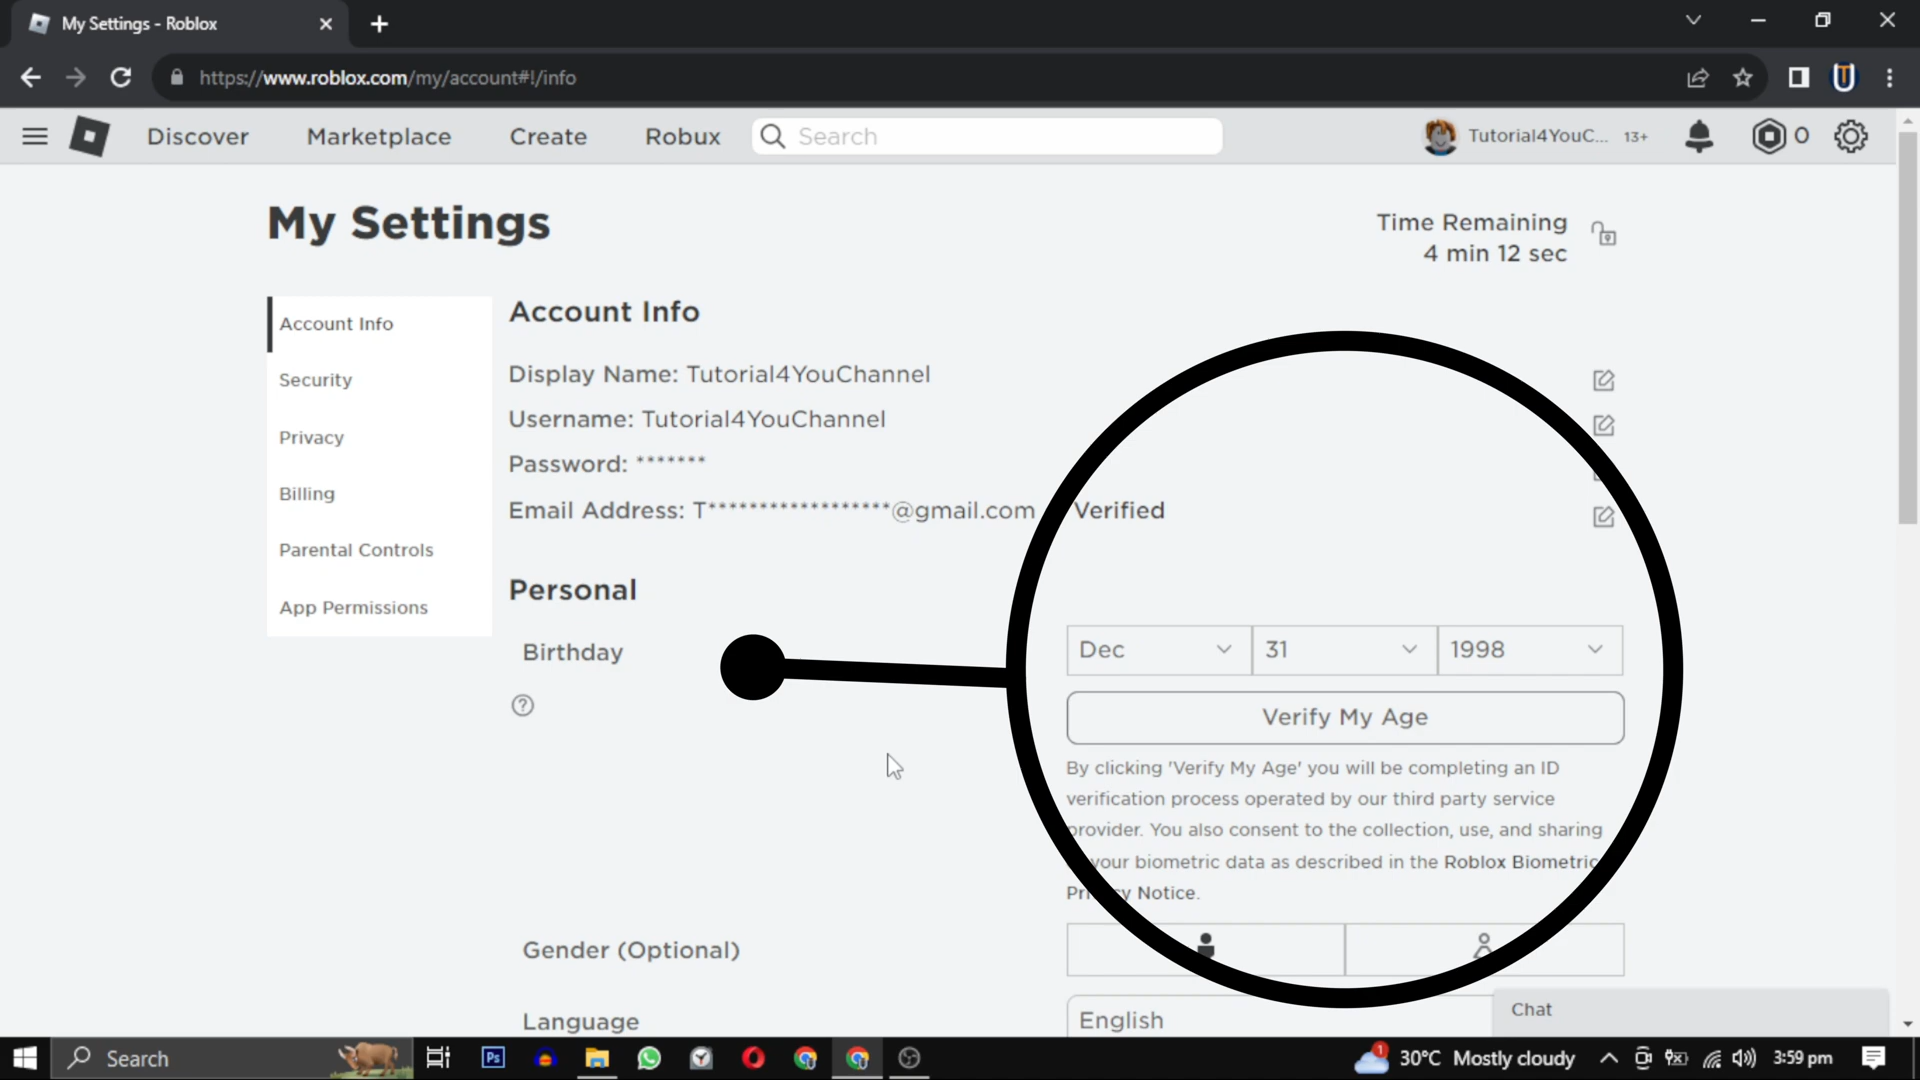 My Settings - Roblox
https://www.roblox.com/my/account#!/info
Discover Marketplace Create Robux Search Tutorial4YouC... 13+ 0
My Settings
Time Remaining
4 min 12 sec
Account Info
Security
Privacy
Billing
Parental Controls
App Permissions
Account Info
Display Name: Tutorial4YouChannel
Username: Tutorial4YouChannel
Password: *******
Email Address: T******************@gmail.com Verified
Personal
Birthday
Dec 31 1998
Verify My Age
By clicking 'Verify My Age' you will be completing an ID
verification process operated by our third party service
provider. You also consent to the collection, use, and sharing
your biometric data as described in the Roblox Biometric
Privacy Notice.
Gender (Optional)
Language
English
Chat
Search
Ps
1
30°C Mostly cloudy
3:59 pm